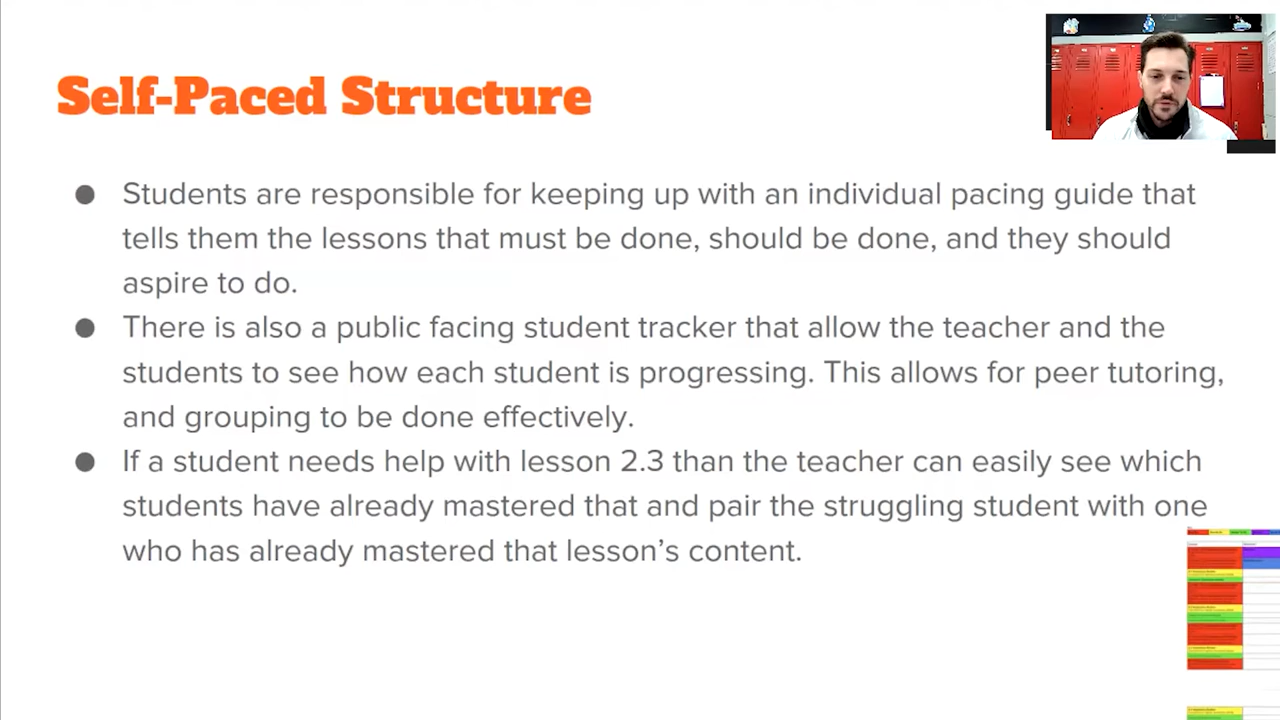 Self-Paced Structure
● Students are responsible for keeping up with an individual pacing guide that
tells them the lessons that must be done, should be done, and they should
aspire to do.
● There is also a public facing student tracker that allow the teacher and the
students to see how each student is progressing. This allows for peer tutoring,
and grouping to be done effectively.
● If a student needs help with lesson 2.3 than the teacher can easily see which
students have already mastered that and pair the struggling student with one
who has already mastered that lesson’s content.